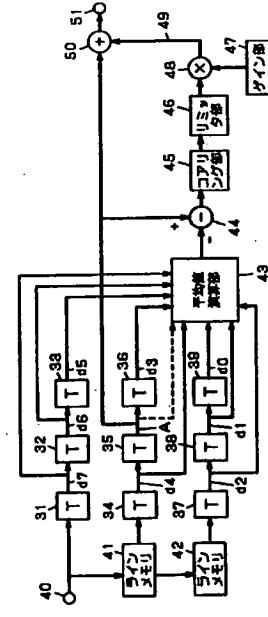 51
50
+
49
48
×
47
ゲイン部
46
リミッタ部
45
コアリング部
44
+
−
−
43
平均値演算部
33
T
d5
d6
32
T
d7
31
T
40
36
T
d3
A
35
T
d4
34
T
41
ラインメモリ
39
T
d0
d1
38
T
d2
37
T
42
ラインメモリ